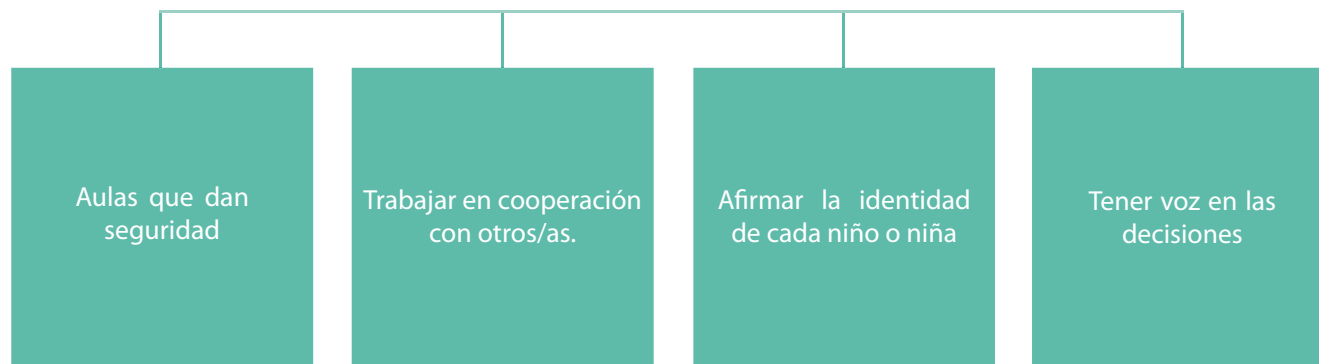 Aulas que dan
seguridad
Trabajar en cooperación
con otros/as.
Afirmar la identidad
de cada niño o niña
Tener voz en las
decisiones